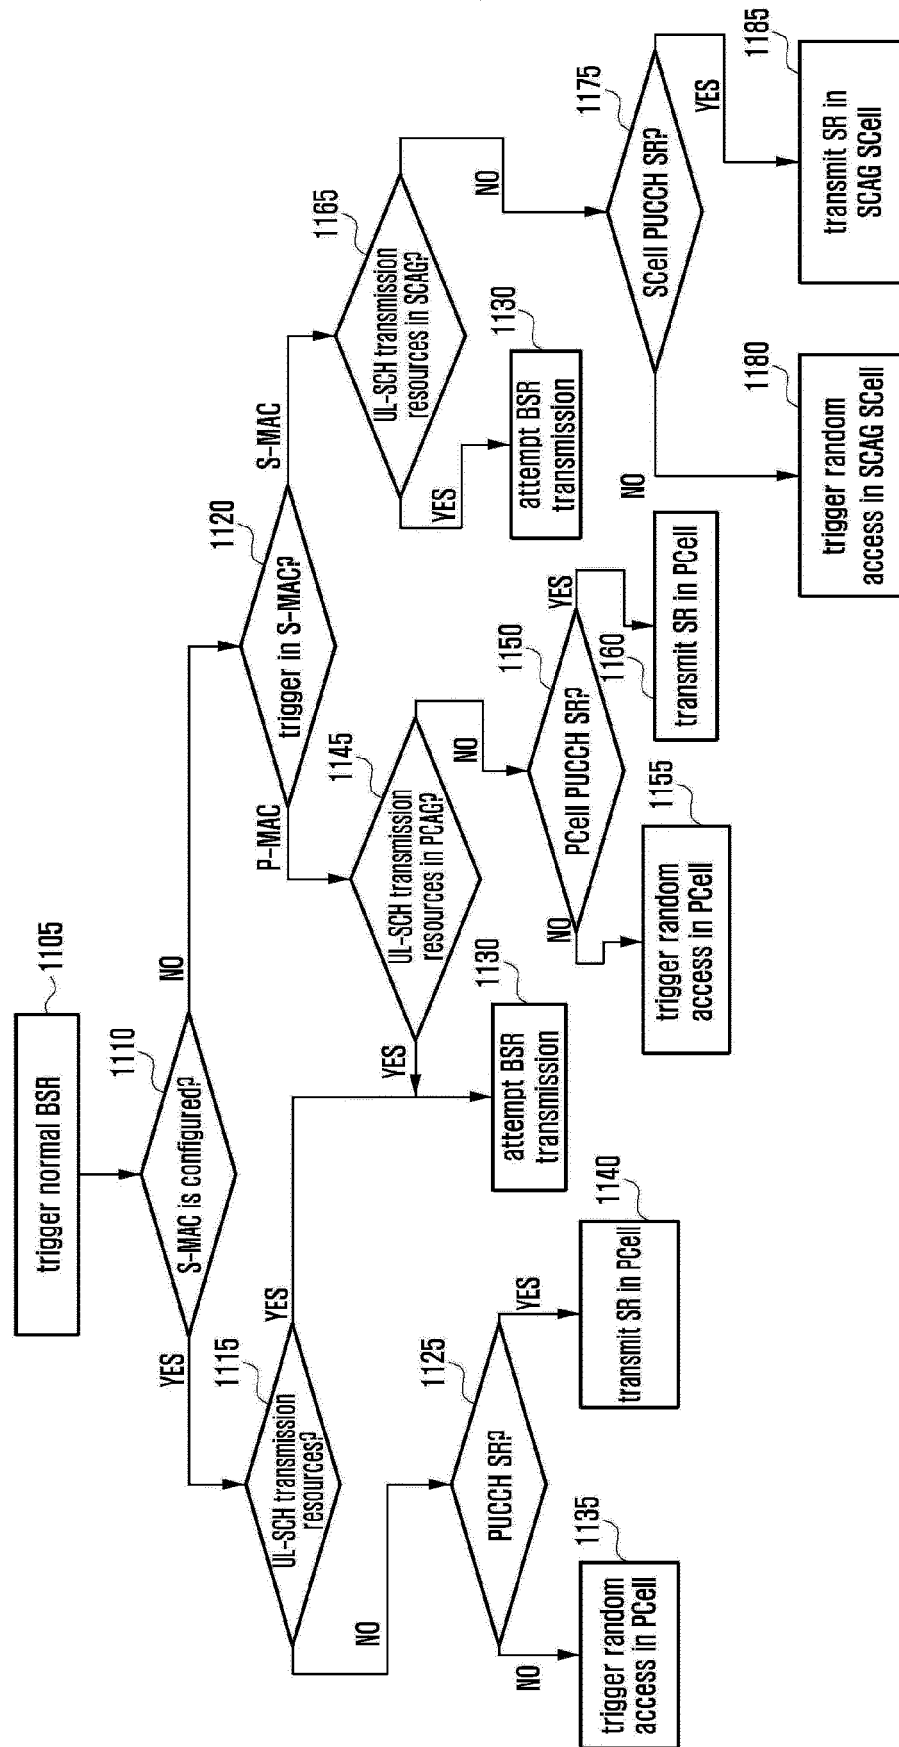 trigger normal BSR
1105
S-MAC is configured?
1110
YES
NO
UL-SCH transmission
resources?
1115
YES
NO
trigger in S-MAC?
1120
P-MAC
S-MAC
PUCCH SR?
1125
NO
YES
trigger random
access in PCell
1135
transmit SR in PCell
1140
attempt BSR
transmission
1130
UL-SCH transmission
resources in PCAG?
1145
YES
NO
PCell PUCCH SR?
1150
NO
YES
trigger random
access in PCell
1155
transmit SR in PCell
1160
UL-SCH transmission
resources in SCAG?
1165
YES
NO
attempt BSR
transmission
1130
SCell PUCCH SR?
1175
NO
YES
trigger random
access in SCAG SCell
1180
transmit SR in
SCAG SCell
1185